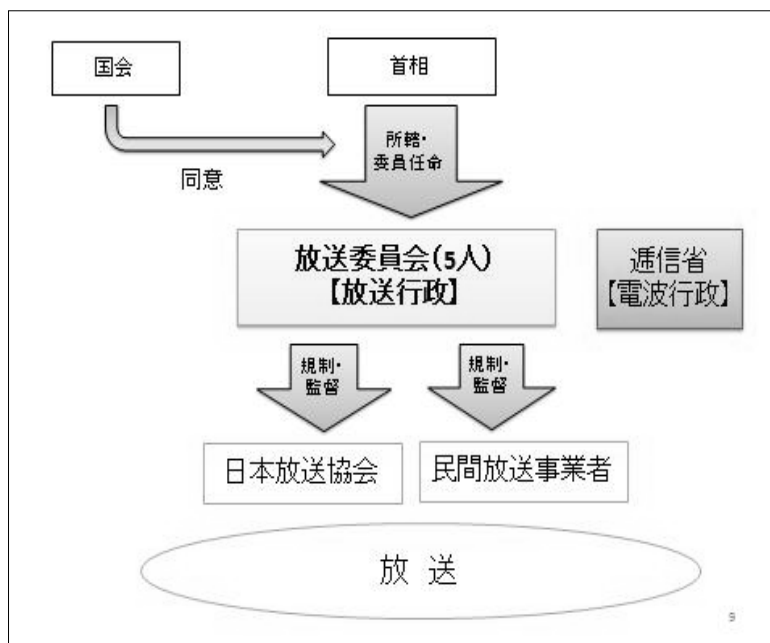 国会
首相
所轄・
委員任命
同意
放送委員会(5人)
【放送行政】
逓信省
【電波行政】
規制・
監督
規制・
監督
日本放送協会
民間放送事業者
放 送
9